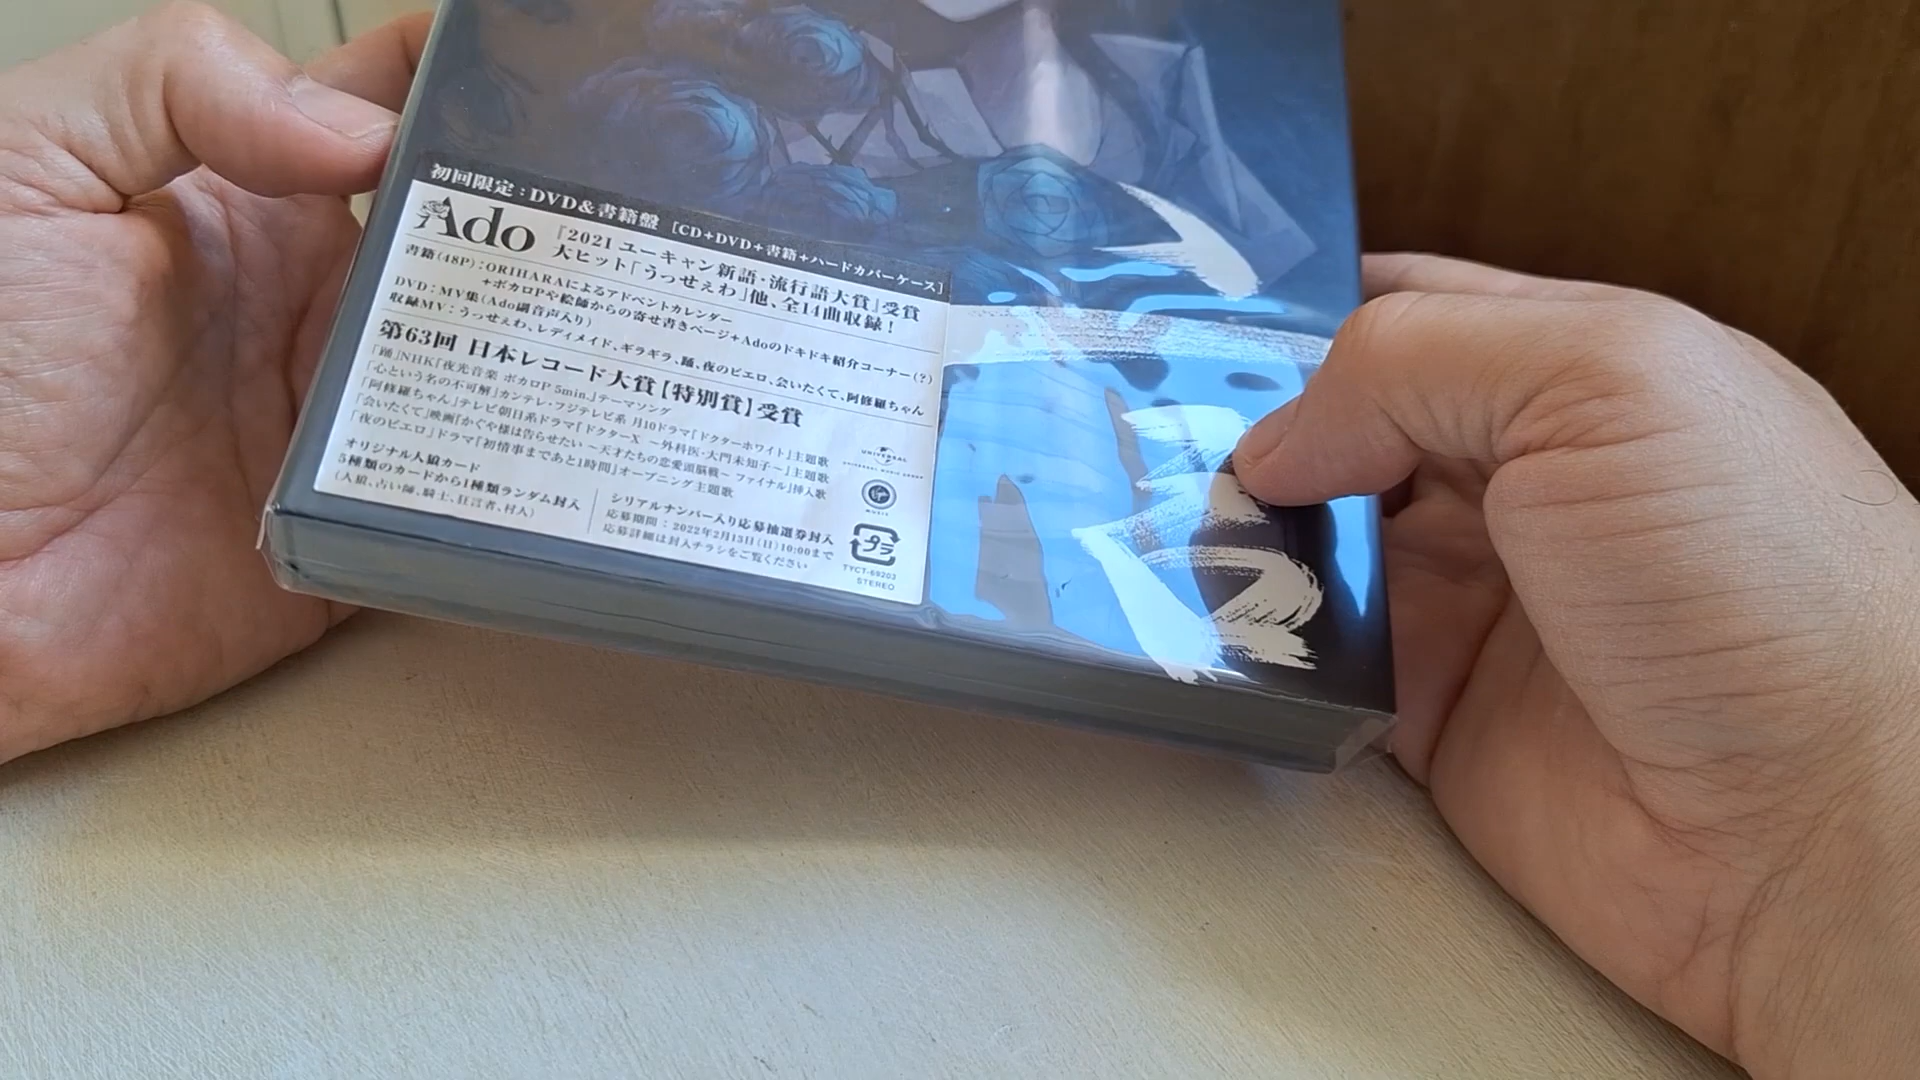 初回限定：DVD&書籍盤 [CD+DVD+書籍+ハードカバーケース]
Ado
『2021 ユーキャン新語・流行語大賞』受賞
大ヒット「うっせぇわ」他、全14曲収録！
書籍(48P)：ORIHARAによるアドベントカレンダー
+ボカロPや絵師からの寄せ書きページ+Adoのドキドキ紹介コーナー(？)
DVD：MV集(Ado副音声入り)
収録MV：うっせぇわ、レディメイド、ギラギラ、踊、夜のピエロ、会いたくて、阿修羅ちゃん
第63回 日本レコード大賞【特別賞】受賞
「踊」NHK『夜光音楽 ボカロP 5min.』テーマソング
「心という名の不可解」カンテレ・フジテレビ系 月10ドラマ『ドクターホワイト』主題歌
「阿修羅ちゃん」テレビ朝日系ドラマ『ドクターX ～外科医・大門未知子～』主題歌
「会いたくて」映画『かぐや様は告らせたい ～天才たちの恋愛頭脳戦～ ファイナル』挿入歌
「夜のピエロ」ドラマ『初情事まであと1時間』オープニング主題歌
オリジナル人狼カード
5種類のカードから1種類ランダム封入
(人狼、占い師、騎士、狂言者、村人)
シリアルナンバー入り応募抽選券封入
応募期間：2022年2月13日(日)10:00まで
応募詳細は封入チラシをご覧ください
UNIVERSAL
UNIVERSAL MUSIC GROUP
MUSIC
プラ
TYCT-69203
STEREO